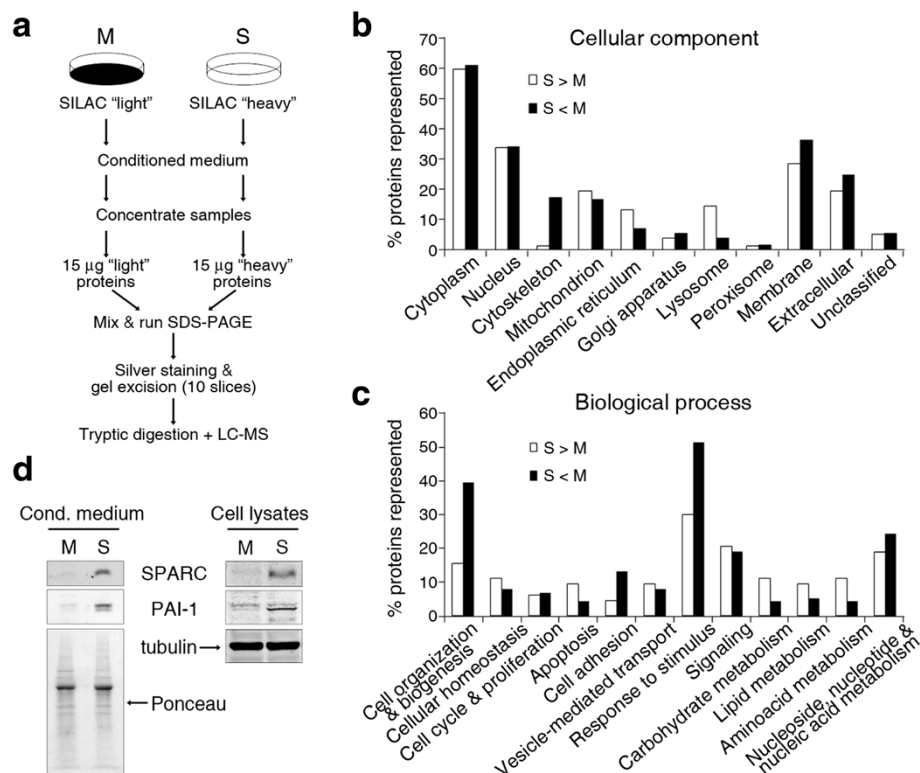 a
M S
SILAC “light” SILAC “heavy”
Conditioned medium
Concentrate samples
15 µg “light” 15 µg “heavy”
proteins proteins
Mix & run SDS-PAGE
Silver staining &
gel excision (10 slices)
Tryptic digestion + LC-MS
b
Cellular component
% proteins represented
70
60
50
40
30
20
10
0
S > M
S < M
Cytoplasm
Nucleus
Cytoskeleton
Mitochondrion
Endoplasmic reticulum
Golgi apparatus
Lysosome
Peroxisome
Membrane
Extracellular
Unclassified
c
Biological process
% proteins represented
60
50
40
30
20
10
0
S > M
S < M
Cell organization
& biogenesis
Cellular homeostasis
Cell cycle & proliferation
Apoptosis
Cell adhesion
Vesicle-mediated transport
Response to stimulus
Signaling
Carbohydrate metabolism
Lipid metabolism
Aminoacid metabolism
Nucleoside, nucleotide &
nucleic acid metabolism
d
Cond. medium Cell lysates
M S M S
SPARC
PAI-1
tubulin
Ponceau